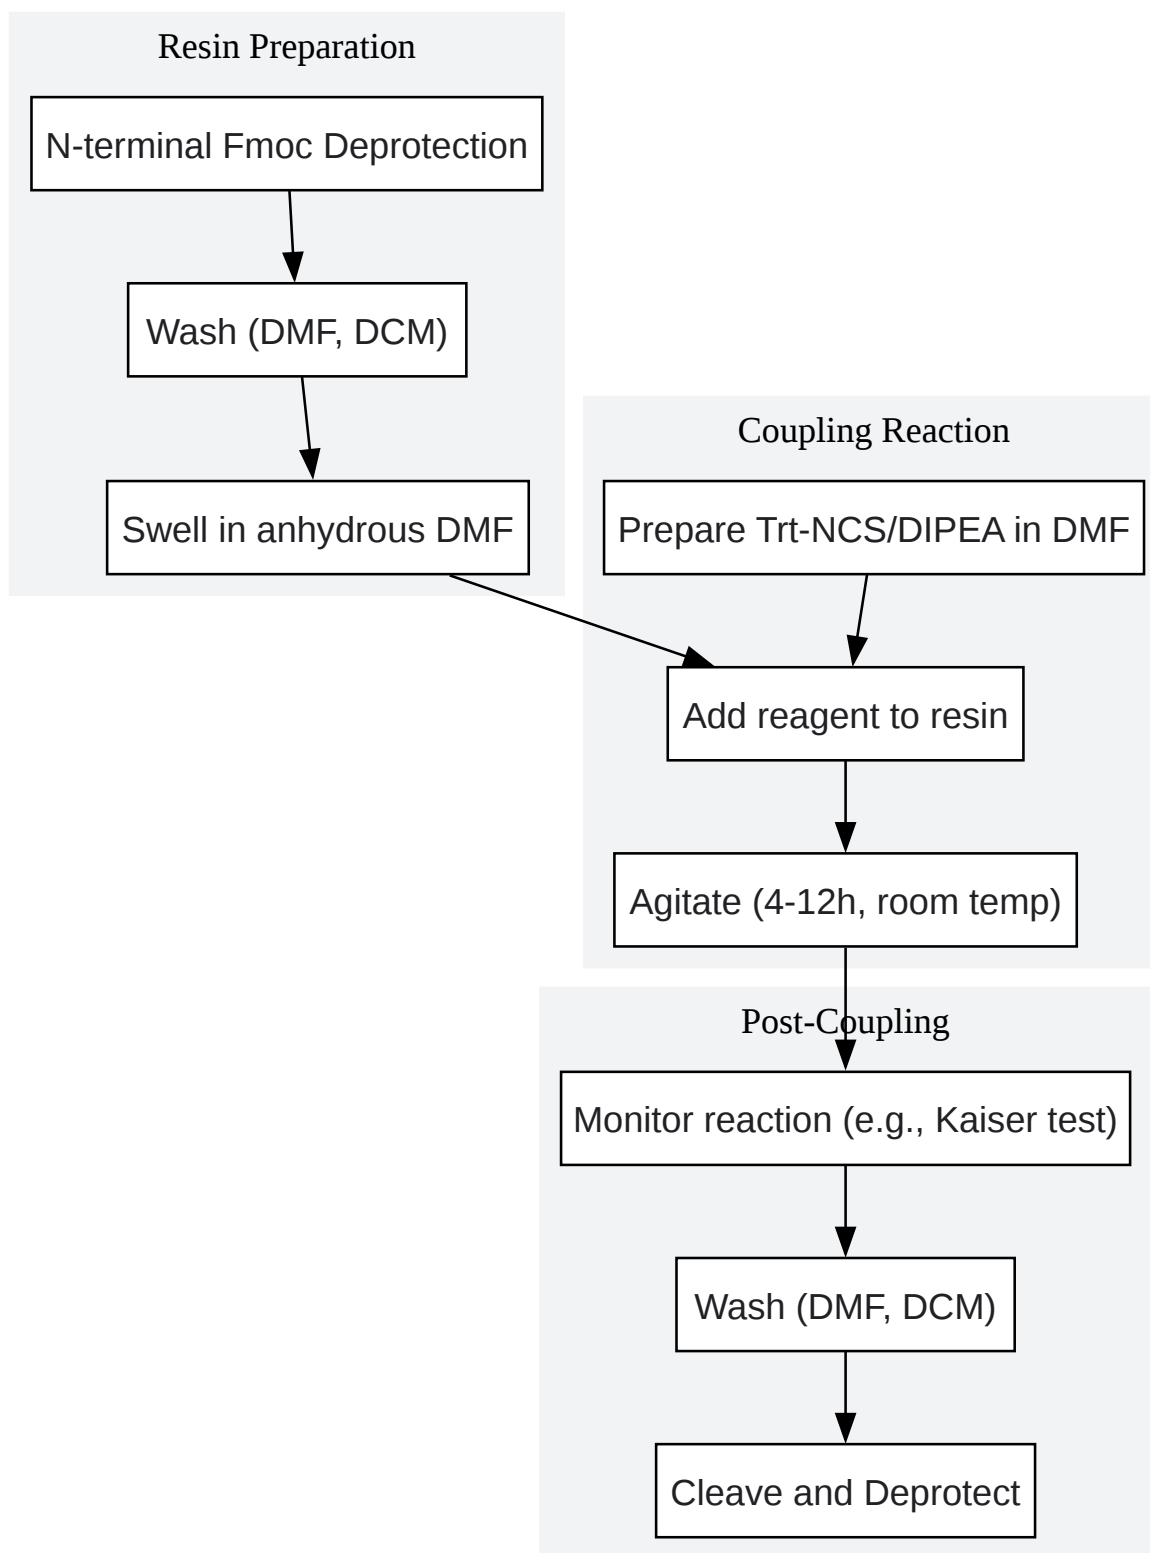 Resin Preparation
N-terminal Fmoc Deprotection
Wash (DMF, DCM)
Swell in anhydrous DMF
Coupling Reaction
Prepare Trt-NCS/DIPEA in DMF
Add reagent to resin
Agitate (4-12h, room temp)
Post-Coupling
Monitor reaction (e.g., Kaiser test)
Wash (DMF, DCM)
Cleave and Deprotect